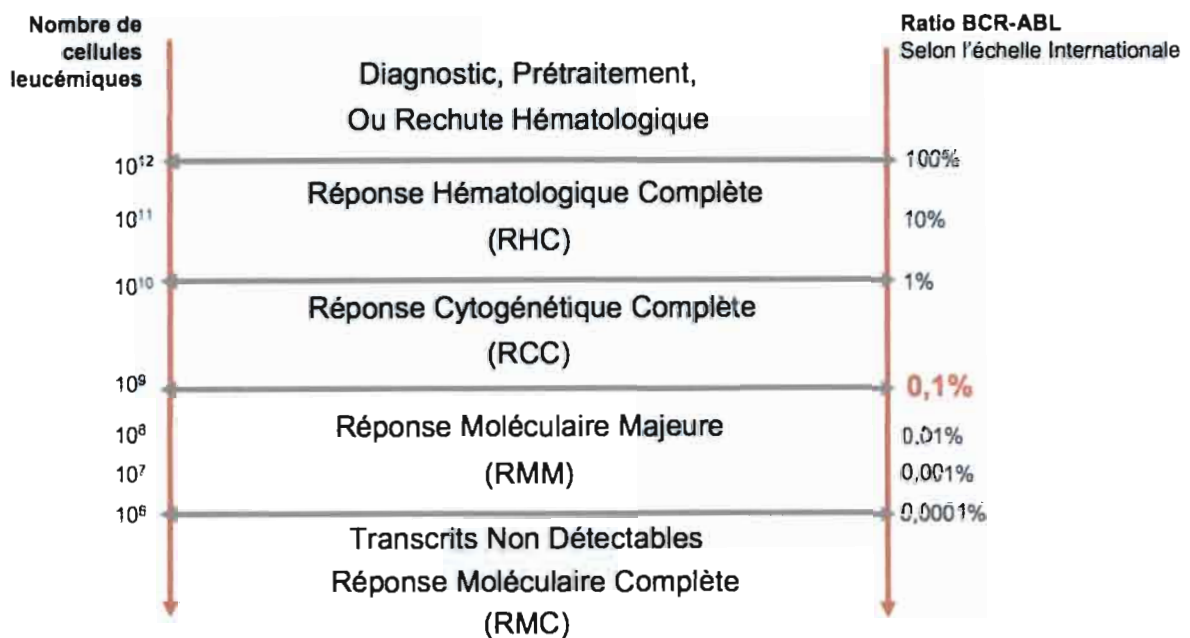 Nombre de
cellules
leucémiques
Ratio BCR-ABL
Selon l'échelle Internationale
Diagnostic, Prétraitement,
Ou Rechute Hématologique
10¹² 100%
Réponse Hématologique Complète
10¹¹ 10%
(RHC)
10¹⁰ 1%
Réponse Cytogénétique Complète
(RCC)
10⁹ 0,1%
Réponse Moléculaire Majeure
10⁸ 0.01%
(RMM)
10⁷ 0,001%
10⁶ 0,0001%
Transcrits Non Détectables
Réponse Moléculaire Complète
(RMC)